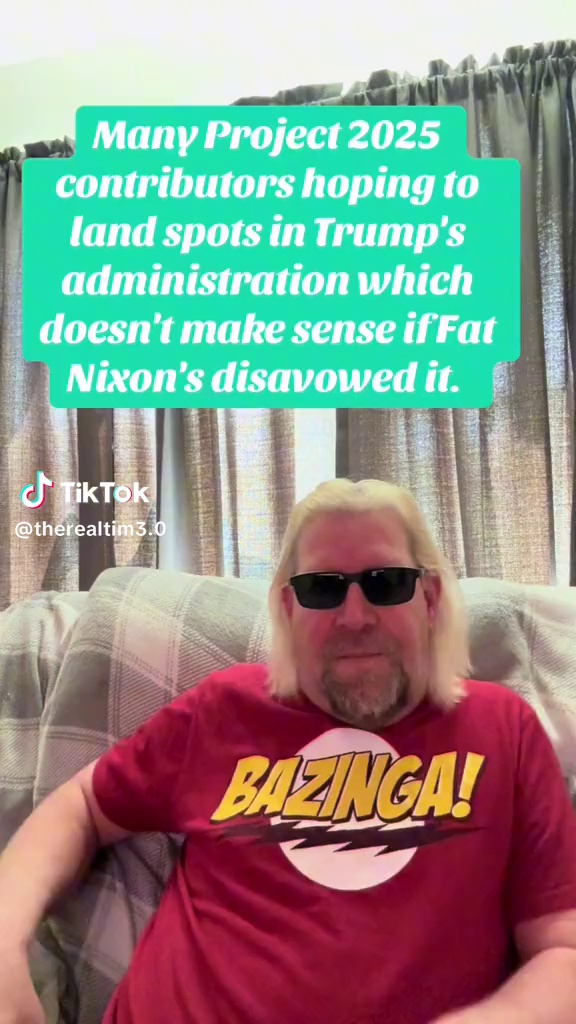 Many Project 2025
contributors hoping to
land spots in Trump's
administration which
doesn't make sense if Fat
Nixon's disavowed it.
TikTok
@therealtim3.0
BAZINGA!